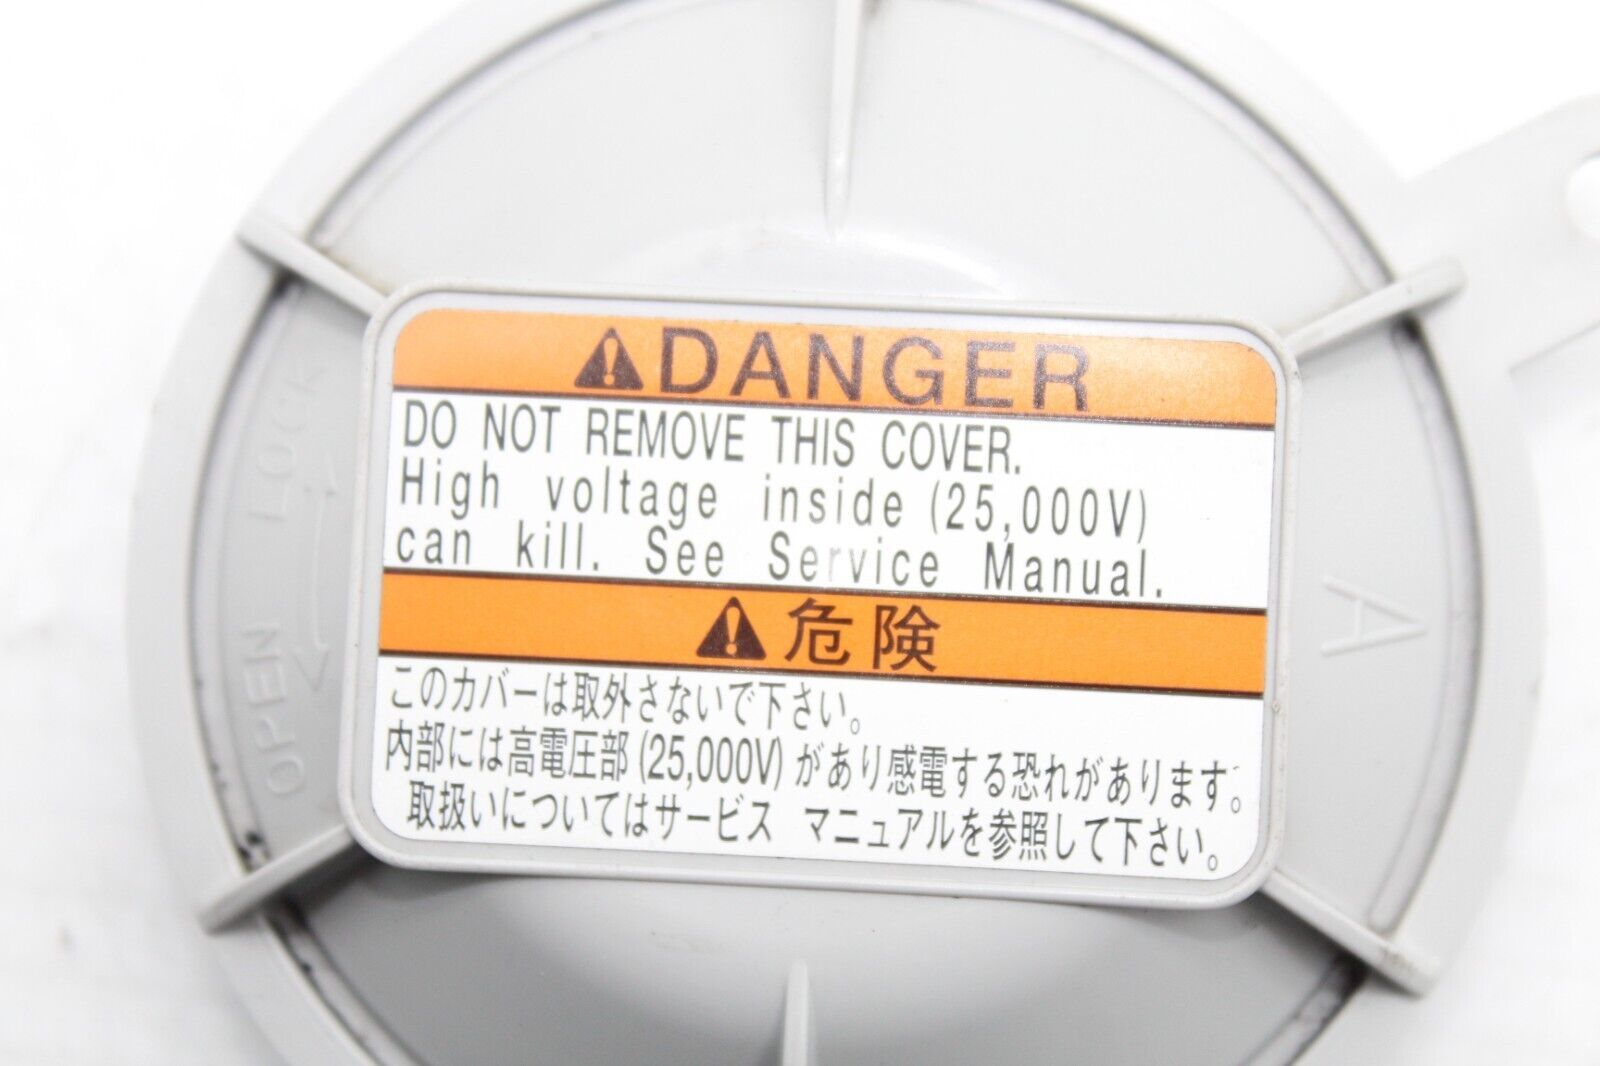 DANGER
DO NOT REMOVE THIS COVER.
High voltage inside (25,000V)
can kill. See Service Manual.
危険
このカバーは取外さないで下さい。
内部には高電圧部(25,000V)があり感電する恐れがあります。
取扱いについてはサービス マニュアルを参照して下さい。
LOCK
OPEN
A